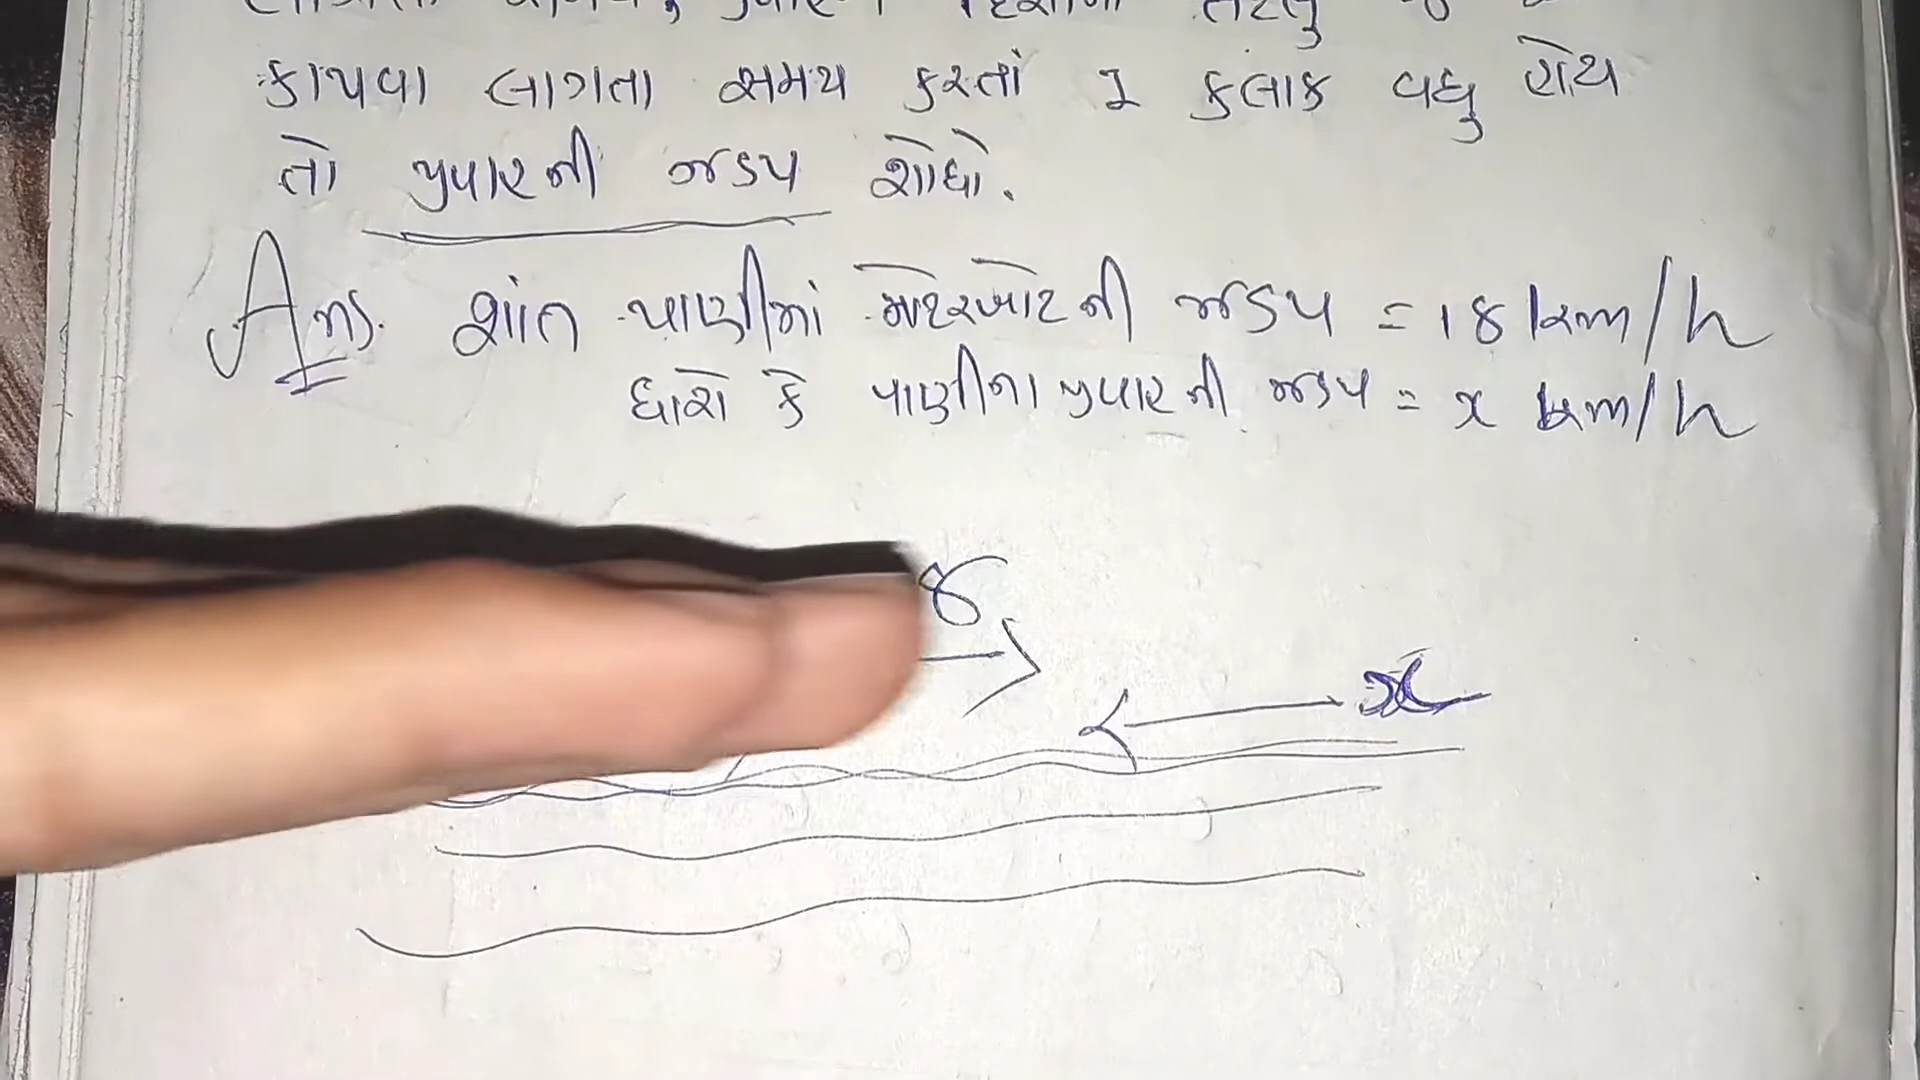 કાપવા લાગતા સમય કરતાં 1 કલાક વધુ હોય
તો પ્રવાહની ઝડપ શોધો.
Ans. શાંત પાણીમાં મોટરબોટની ઝડપ = 18 km/h
ધારો કે પાણીના પ્રવાહની ઝડપ = x km/h
8
x